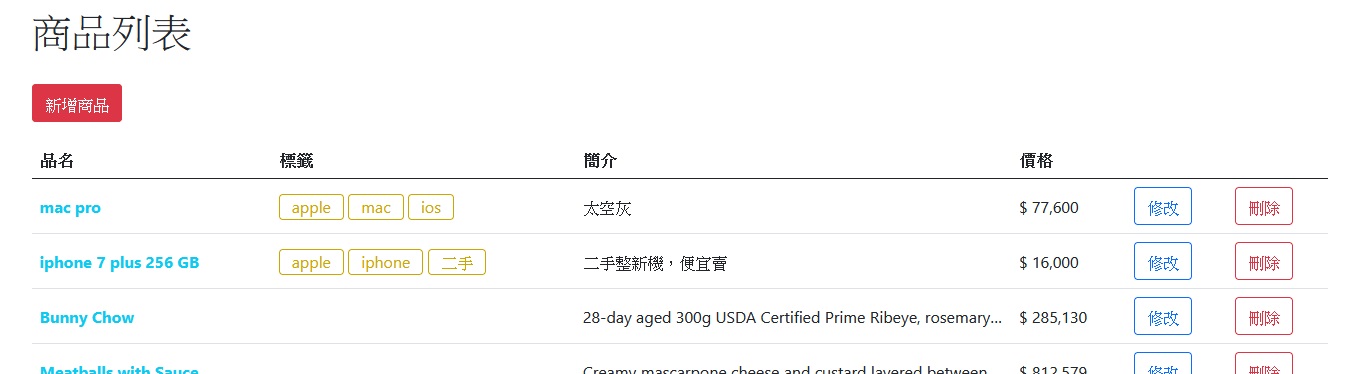 商品列表
新增商品
品名 標籤 簡介 價格
mac pro apple mac ios 太空灰 $ 77,600 修改 刪除
iphone 7 plus 256 GB apple iphone 二手 二手整新機，便宜賣 $ 16,000 修改 刪除
Bunny Chow 28-day aged 300g USDA Certified Prime Ribeye, rosemary... $ 285,130 修改 刪除
Meatballs with Sauce Creamy mascarpone cheese and custard layered between $ 812,579 修改 刪除